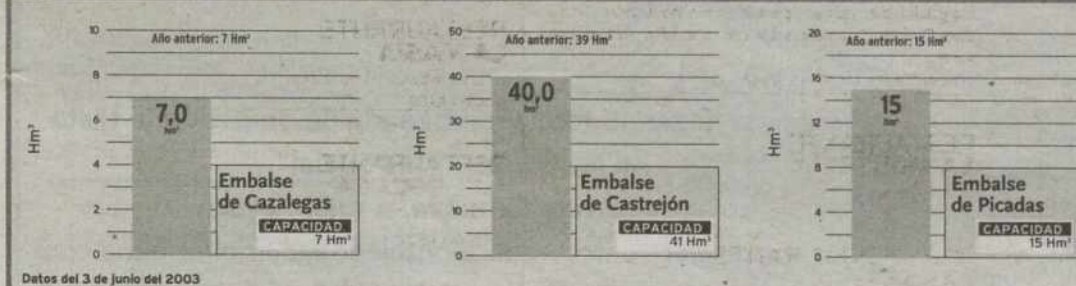 Año anterior: 7 Hm³
10
8
6
4
2
0
Hm³
7,0
hm³
Embalse
de Cazalegas
CAPACIDAD
7 Hm³
Año anterior: 39 Hm³
50
40
30
20
10
0
Hm³
40,0
hm³
Embalse
de Castrejón
CAPACIDAD
41 Hm³
Año anterior: 15 Hm³
20
16
12
8
4
0
Hm³
15
hm³
Embalse
de Picadas
CAPACIDAD
15 Hm³
Datos del 3 de junio del 2003